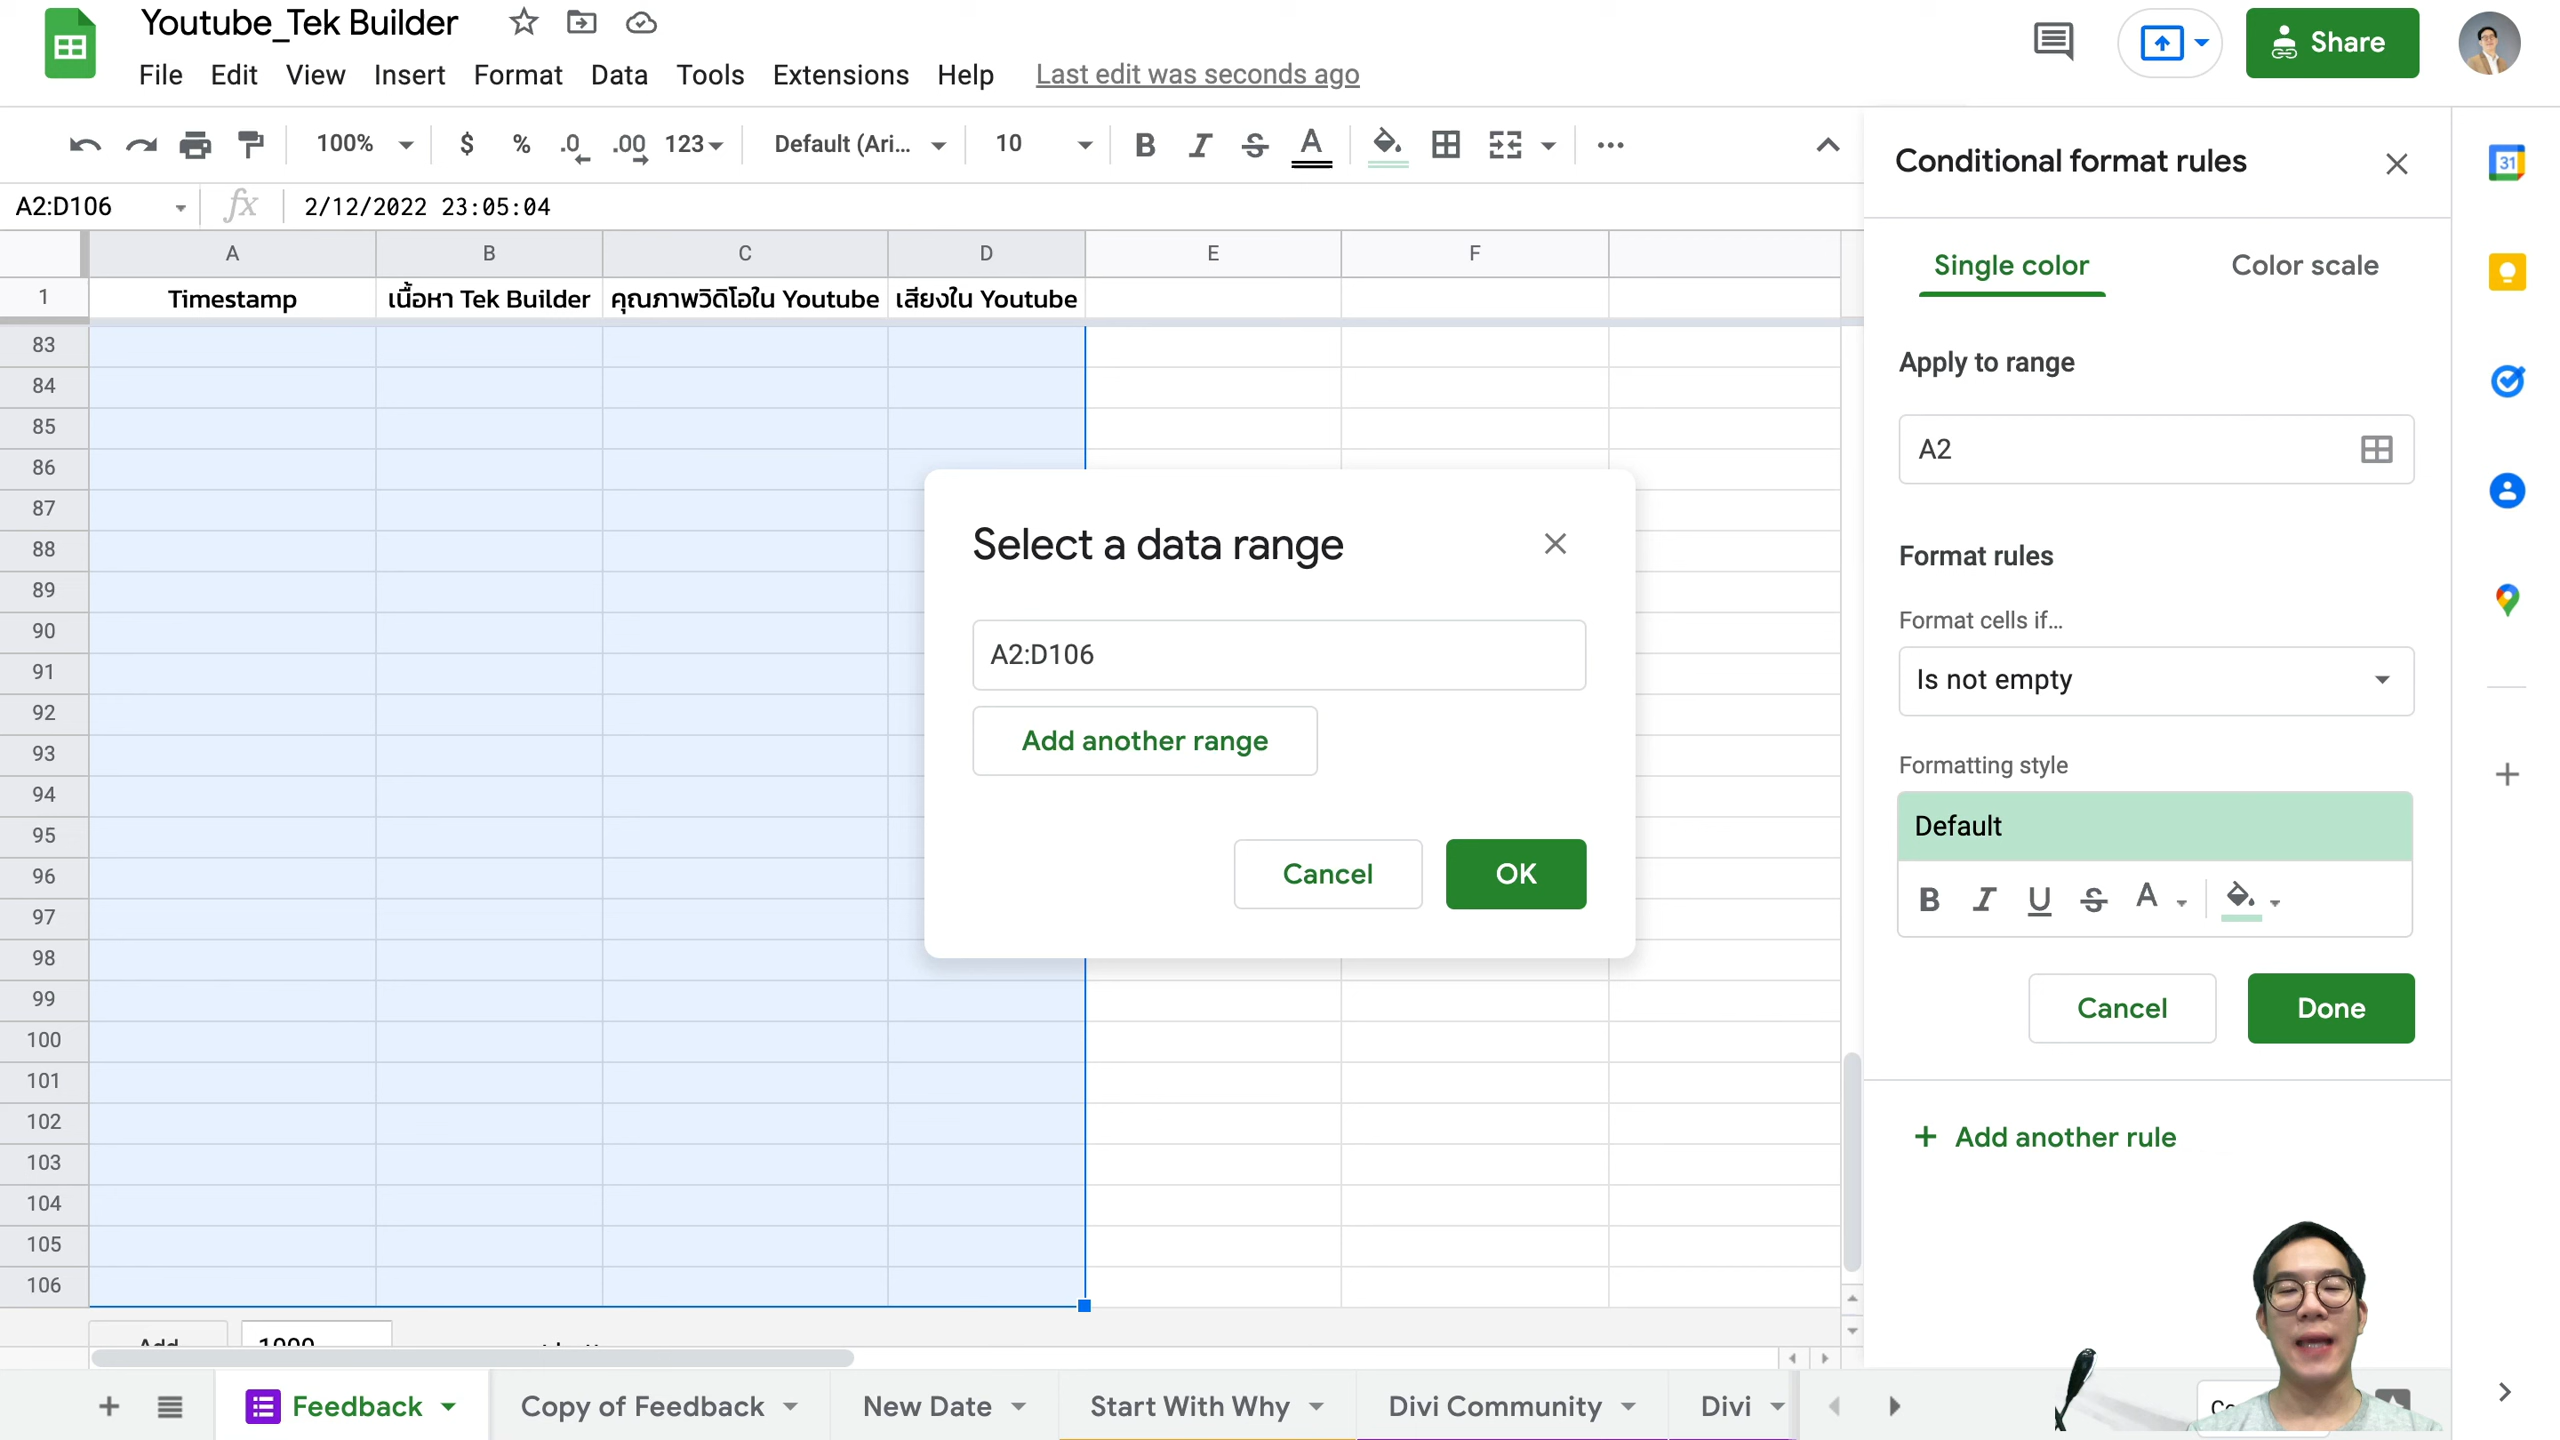 Youtube_Tek Builder
File Edit View Insert Format Data Tools Extensions Help Last edit was seconds ago
Share
100% $ % .0 .00 123 Default (Ari... 10 B I S A
A2:D106 fx 2/12/2022 23:05:04
A B C D E F
1 Timestamp เนื้อหา Tek Builder คุณภาพวิดิโอใน Youtube เสียงใน Youtube
83
84
85
86
87
88
89
90
91
92
93
94
95
96
97
98
99
100
101
102
103
104
105
106
Select a data range
A2:D106
Add another range
Cancel OK
Conditional format rules
Single color Color scale
Apply to range
A2
Format rules
Format cells if...
Is not empty
Formatting style
Default
B I U S A
Cancel Done
+ Add another rule
31
Add 1000
Feedback Copy of Feedback New Date Start With Why Divi Community Divi